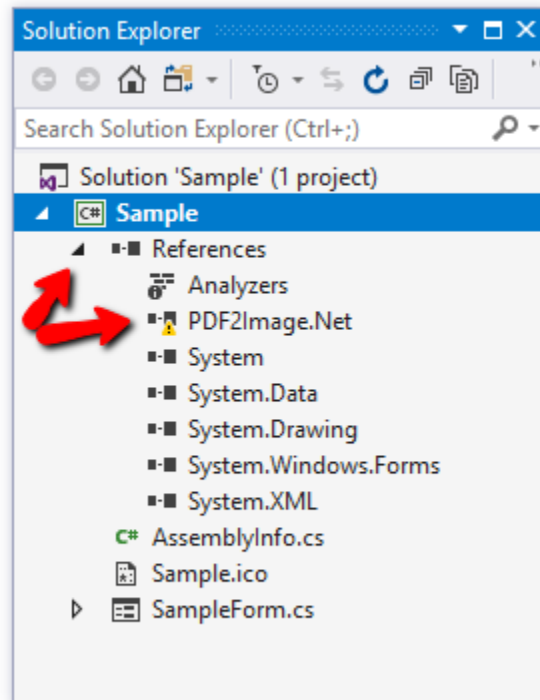 Solution Explorer
Search Solution Explorer (Ctrl+;)
Solution 'Sample' (1 project)
C# Sample
References
Analyzers
PDF2Image.Net
System
System.Data
System.Drawing
System.Windows.Forms
System.XML
C# AssemblyInfo.cs
Sample.ico
SampleForm.cs